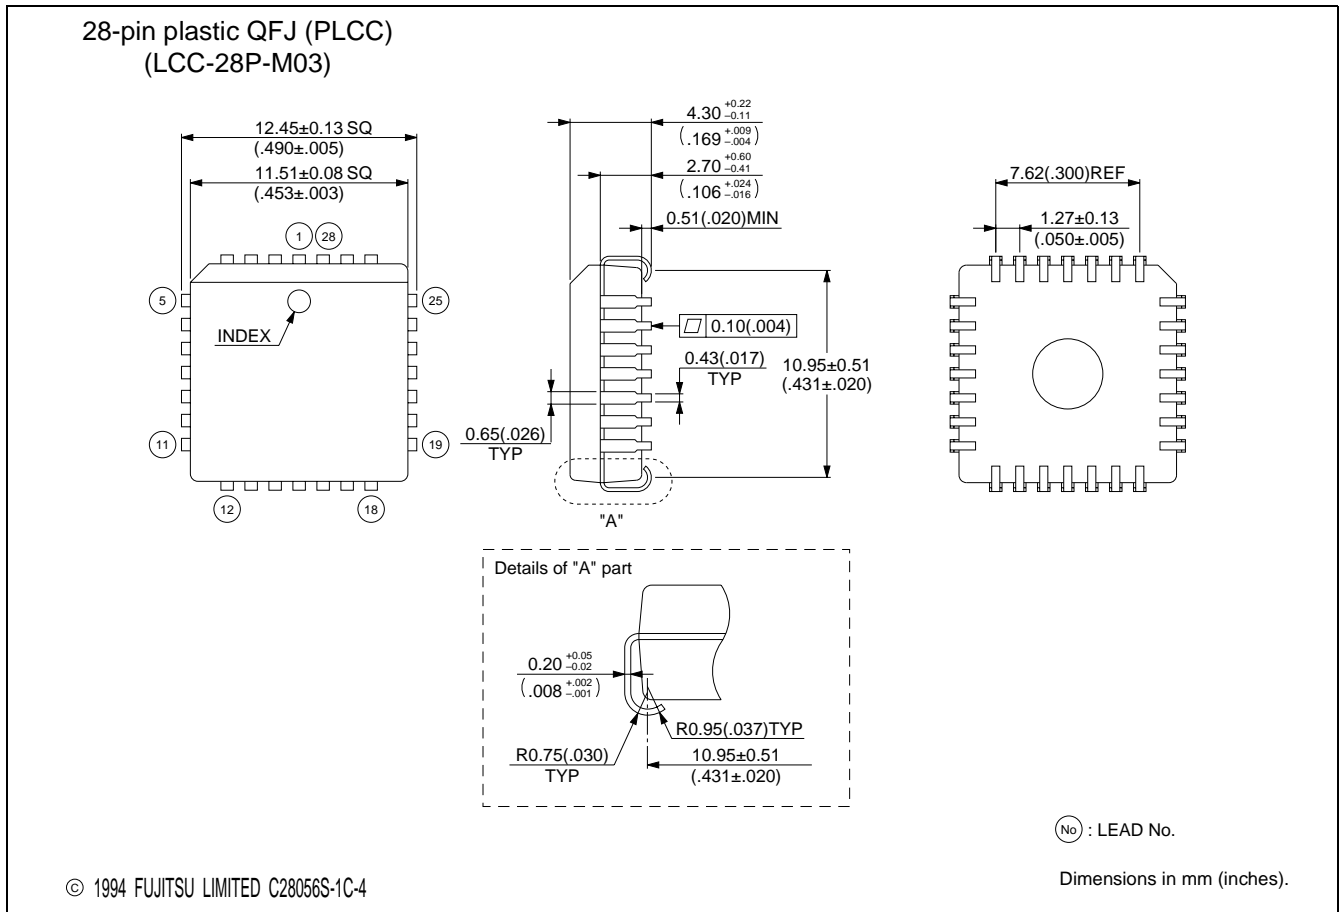 28-pin plastic QFJ (PLCC)
(LCC-28P-M03)
12.45±0.13 SQ
(.490±.005)
11.51±0.08 SQ
(.453±.003)
1
28
5
25
INDEX
11
19
12
18
4.30 +0.22 –0.11
(.169 +.009 –.004)
2.70 +0.60 –0.41
(.106 +.024 –.016)
0.51(.020)MIN
0.10(.004)
0.43(.017)
TYP
10.95±0.51
(.431±.020)
0.65(.026)
TYP
"A"
7.62(.300)REF
1.27±0.13
(.050±.005)
Details of "A" part
0.20 +0.05 –0.02
(.008 +.002 –.001)
R0.95(.037)TYP
R0.75(.030)
TYP
10.95±0.51
(.431±.020)
No : LEAD No.
Dimensions in mm (inches).
© 1994 FUJITSU LIMITED C28056S-1C-4